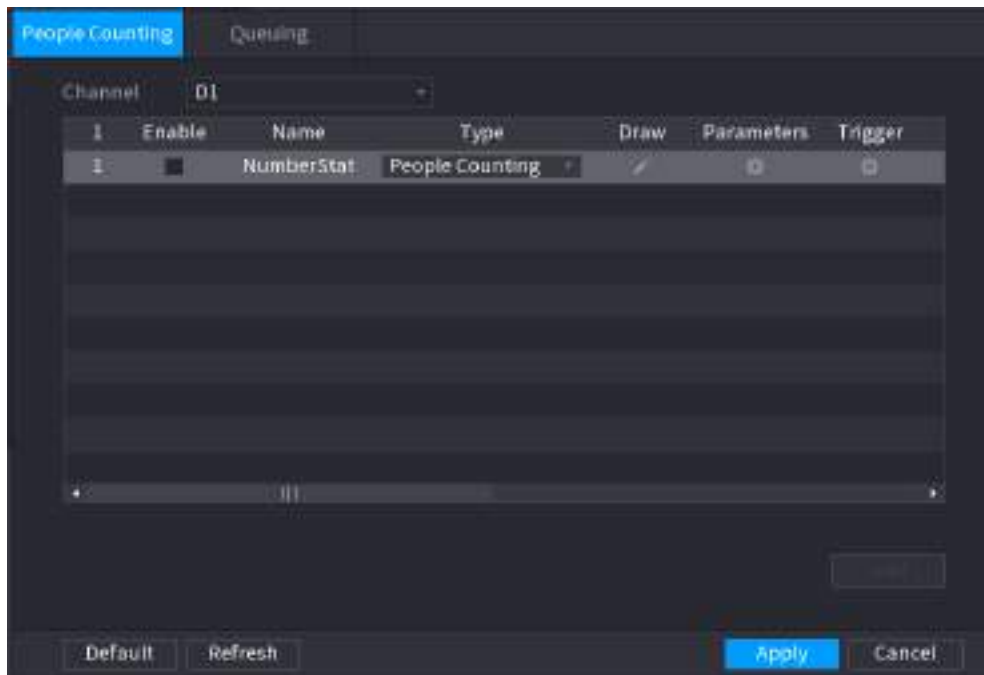 People Counting Queuing
Channel D1
1 Enable Name Type Draw Parameters Trigger
1 NumberStat People Counting
Default Refresh Apply Cancel